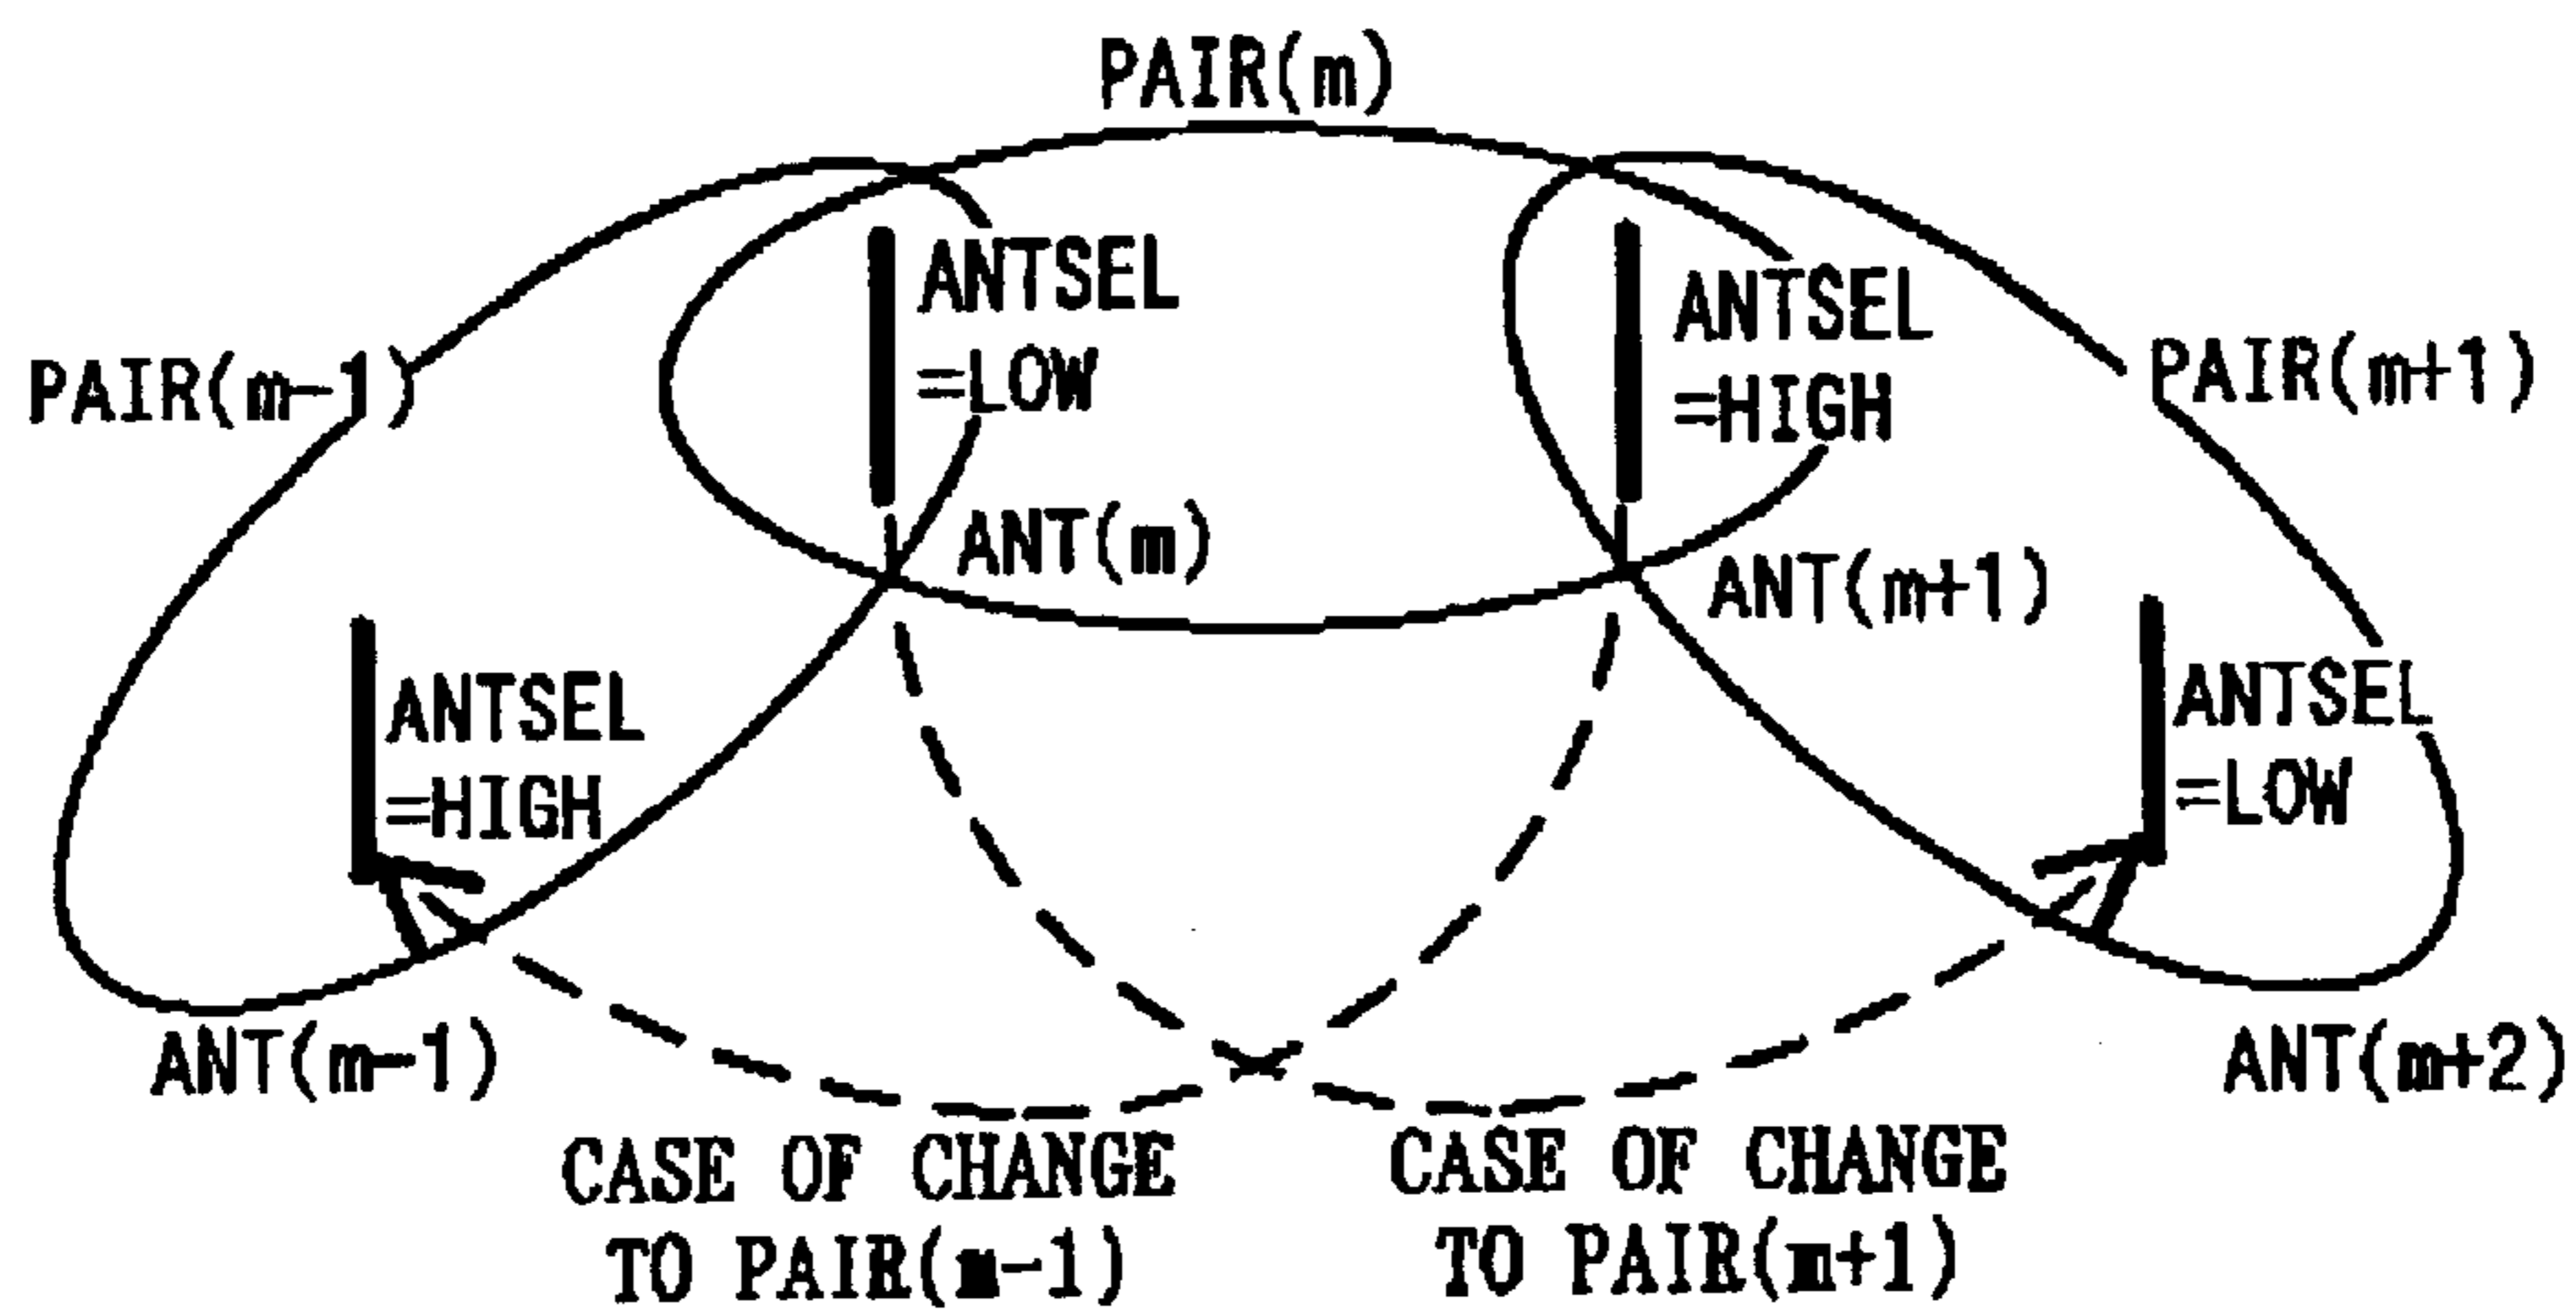 PAIR(m)
ANTSEL
=LOW
ANTSEL
=HIGH
PAIR(m-1)
PAIR(m+1)
ANT(m)
ANT(m+1)
ANTSEL
=HIGH
ANTSEL
=LOW
ANT(m-1)
ANT(m+2)
CASE OF CHANGE
TO PAIR(m-1)
CASE OF CHANGE
TO PAIR(m+1)